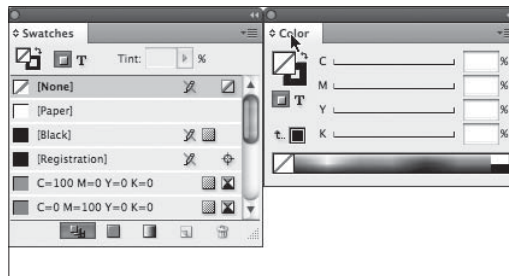 Swatches
T Tint: %
[None]
[Paper]
[Black]
[Registration]
C=100 M=0 Y=0 K=0
C=0 M=100 Y=0 K=0
Color
C %
M %
T
Y %
t.. K %